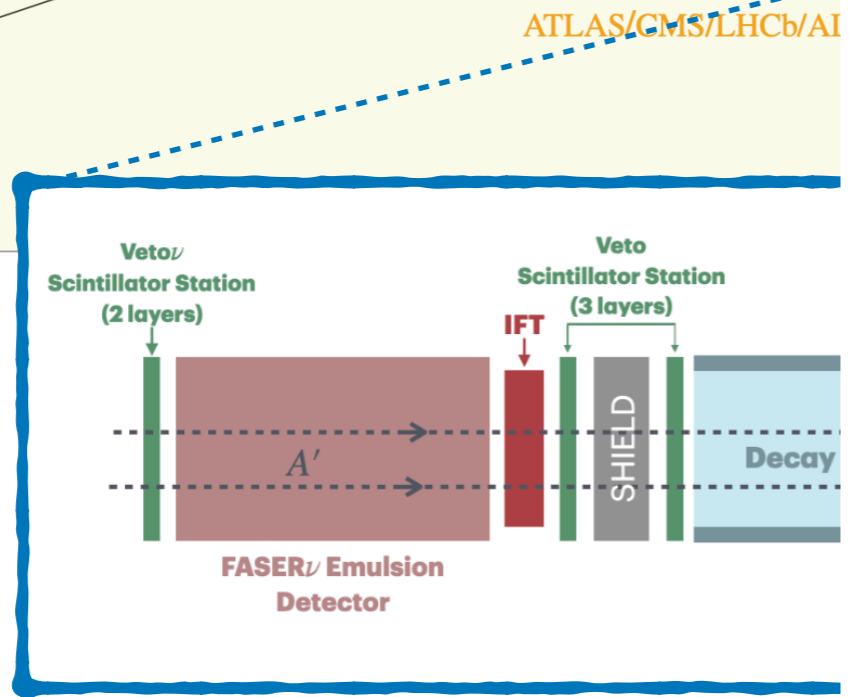 ATLAS/CMS/LHCb/AL
Vetoν
Scintillator Station
(2 layers)
Veto
Scintillator Station
(3 layers)
IFT
SHIELD
A′
Decay
FASERν Emulsion
Detector